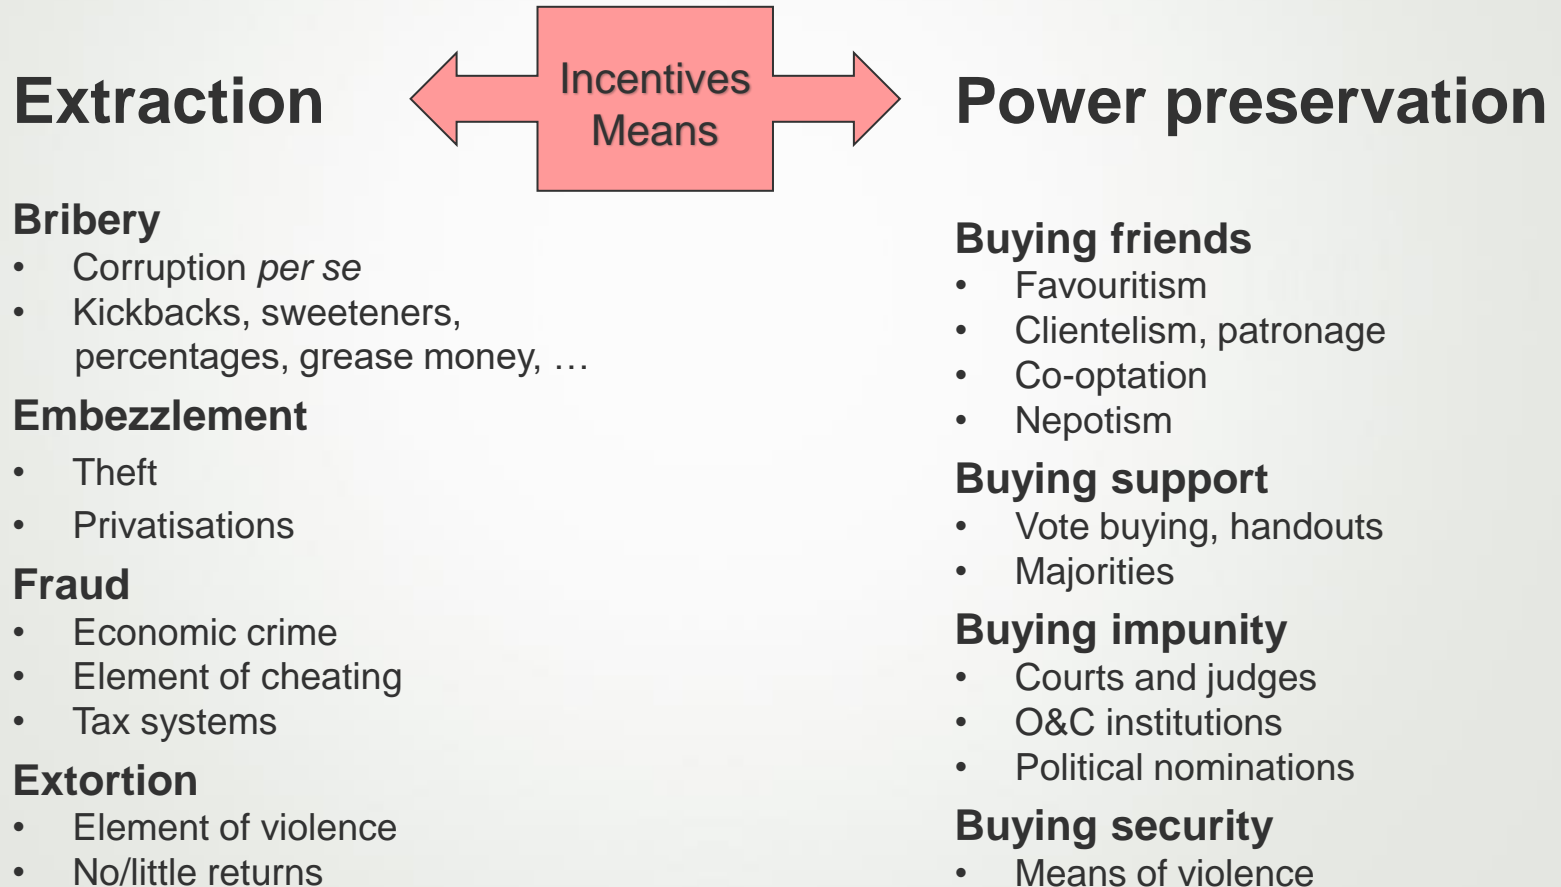 Extraction
Incentives
Means
Power preservation
Bribery
• Corruption per se
• Kickbacks, sweeteners,
percentages, grease money, …
Embezzlement
• Theft
• Privatisations
Fraud
• Economic crime
• Element of cheating
• Tax systems
Extortion
• Element of violence
• No/little returns
Buying friends
• Favouritism
• Clientelism, patronage
• Co-optation
• Nepotism
Buying support
• Vote buying, handouts
• Majorities
Buying impunity
• Courts and judges
• O&C institutions
• Political nominations
Buying security
• Means of violence